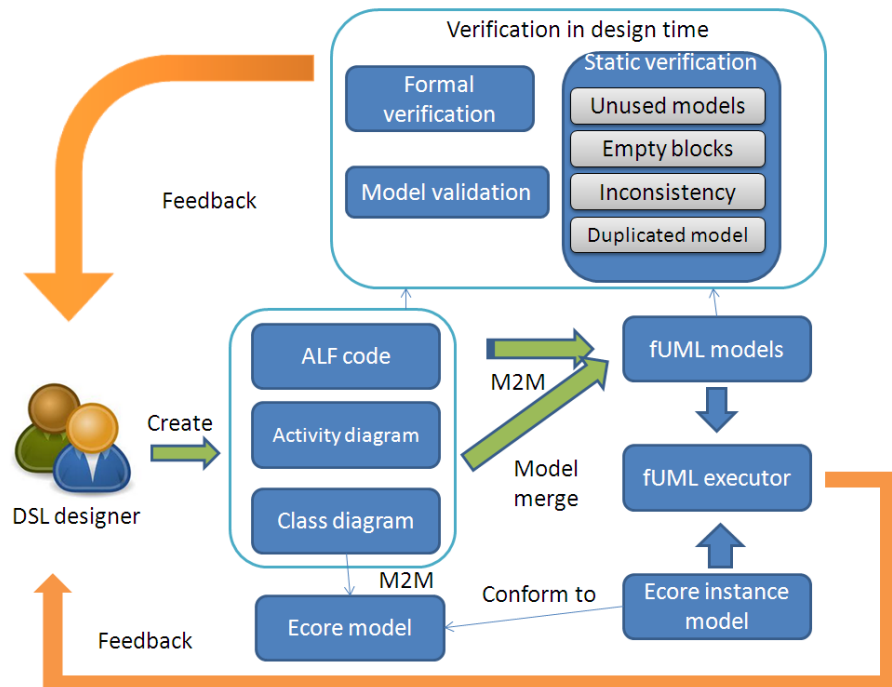 Verification in design time
Formal
verification
Static verification
Unused models
Empty blocks
Model validation
Inconsistency
Duplicated model
Feedback
ALF code
fUML models
M2M
Create
Activity diagram
Model
merge
fUML executor
DSL designer
Class diagram
M2M
Conform to
Ecore instance
model
Ecore model
Feedback